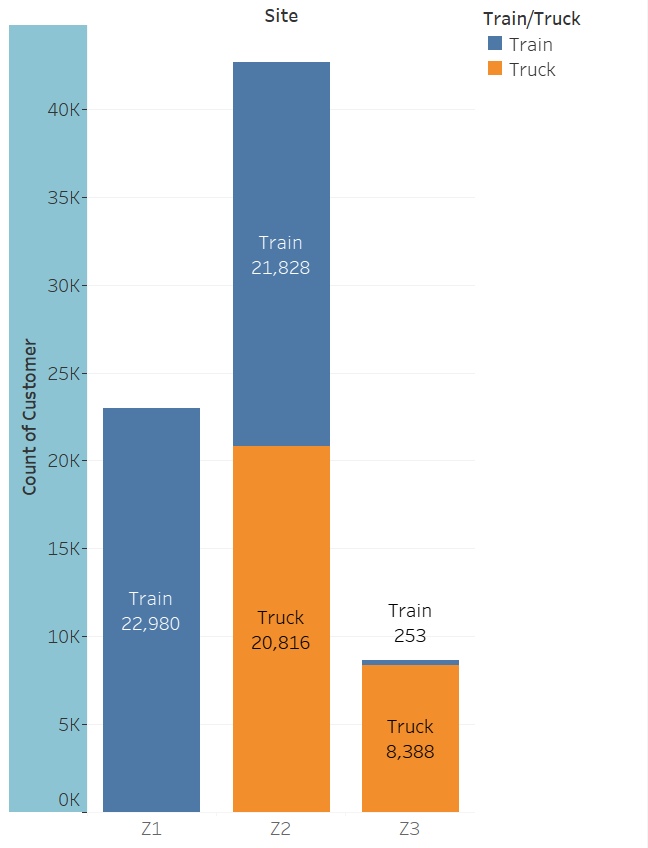 Site
Train/Truck
Train
Truck
Count of Customer
40K
35K
30K
25K
20K
15K
10K
5K
0K
Train
22,980
Train
21,828
Truck
20,816
Train
253
Truck
8,388
Z1
Z2
Z3